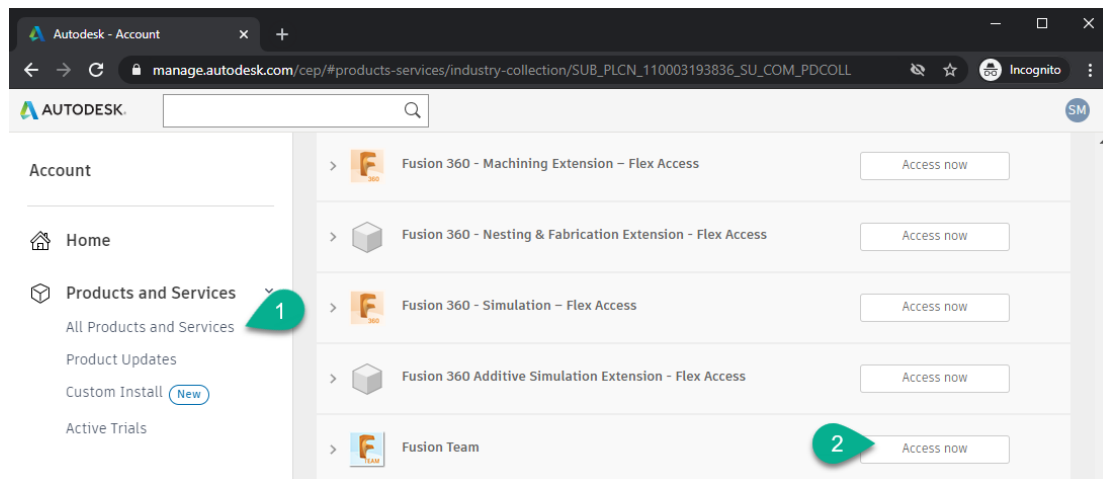 Autodesk - Account
manage.autodesk.com/cep/#products-services/industry-collection/SUB_PLCN_110003193836_SU_COM_PDCOLL
Incognito
AUTODESK.
SM
Account
Home
Products and Services
1
All Products and Services
Product Updates
Custom Install New
Active Trials
360
Fusion 360 - Machining Extension – Flex Access
Access now
Fusion 360 - Nesting & Fabrication Extension - Flex Access
Access now
360
Fusion 360 - Simulation – Flex Access
Access now
Fusion 360 Additive Simulation Extension - Flex Access
Access now
TEAM
Fusion Team
2
Access now